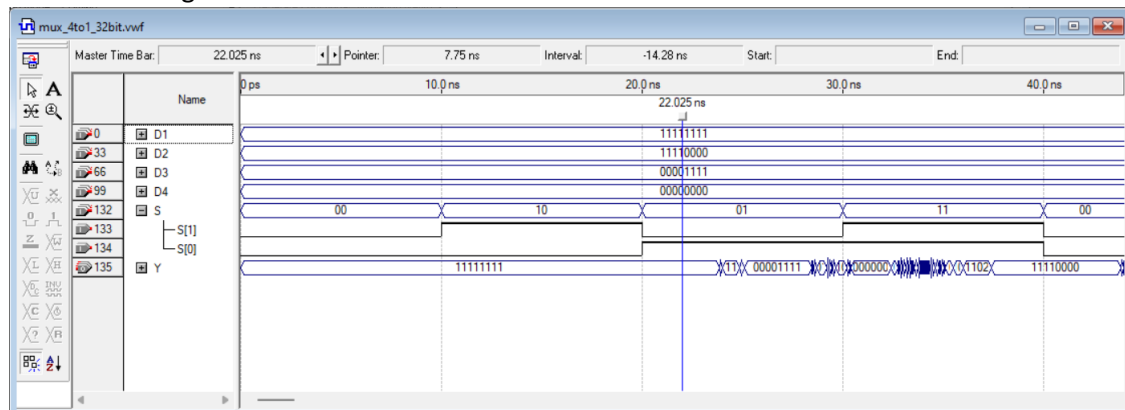 mux_4to1_32bit.vwf
Master Time Bar: 22.025 ns Pointer: 7.75 ns Interval: -14.28 ns Start: End:
0 ps 10.0 ns 20.0 ns 30.0 ns 40.0 ns
Name
22.025 ns
0 D1 11111111
33 D2 11110000
66 D3 00001111
99 D4 00000000
132 S 00 10 01 11 00
133 S[1]
134 S[0]
135 Y 11111111 11 00001111 000000 1102 11110000